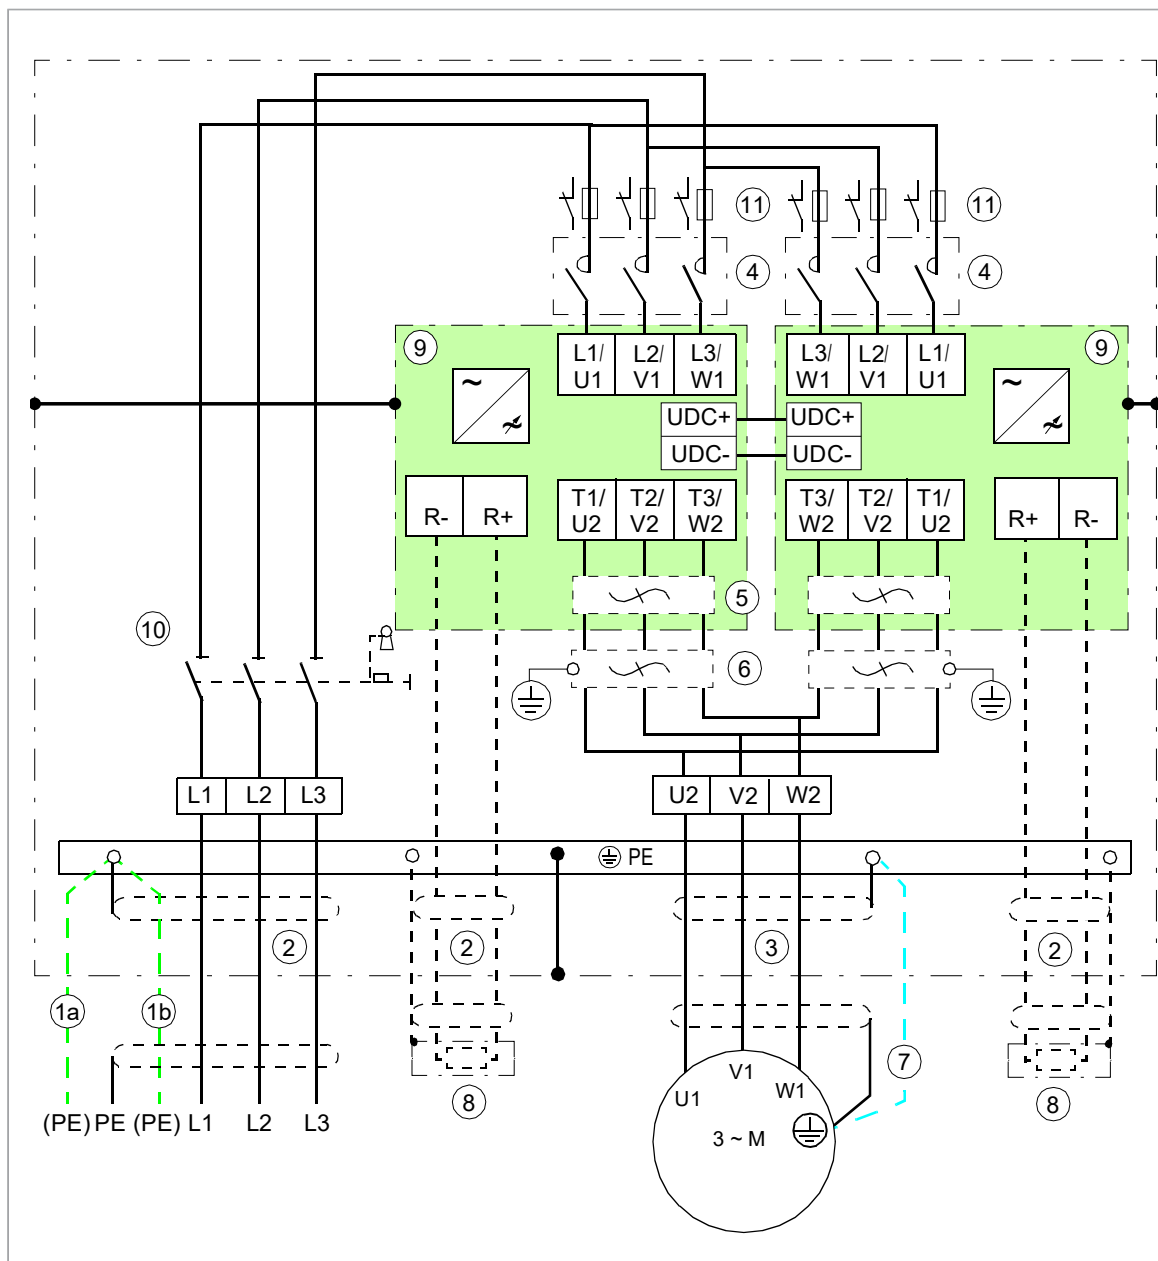 11 11
4 4
9 9
L1/ L2/ L3/ L3/ L2/ L1/
U1 V1 W1 W1 V1 U1
~ ~
UDC+ UDC+
UDC- UDC-
R- R+ T1/ T2/ T3/ T3/ T2/ T1/ R+ R-
U2 V2 W2 W2 V2 U2
5
10
6
L1 L2 L3 U2 V2 W2
PE
2 2 3 2
1a 1b
7
V1
U1 W1
8 8
(PE) PE (PE) L1 L2 L3
3 ~ M